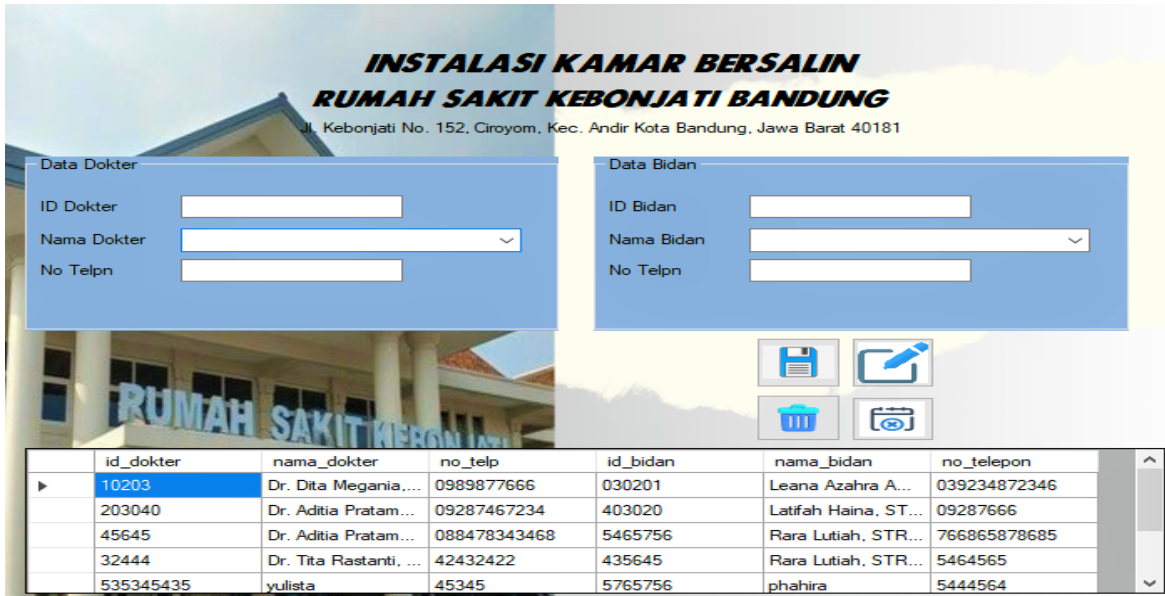 INSTALASI KAMAR BERSALIN
RUMAH SAKIT KEBONJATI BANDUNG
Jl. Kebonjati No. 152, Ciroyom, Kec. Andir Kota Bandung, Jawa Barat 40181
Data Dokter
ID Dokter
Nama Dokter
No Telpn
Data Bidan
ID Bidan
Nama Bidan
No Telpn
RUMAH SAKIT KEBONJATI
id_dokter nama_dokter no_telp id_bidan nama_bidan no_telepon
10203 Dr. Dita Megania,... 0989877666 030201 Leana Azahra A... 039234872346
203040 Dr. Aditia Pratam... 09287467234 403020 Latifah Haina, ST... 09287666
45645 Dr. Aditia Pratam... 088478343468 5465756 Rara Lutiah, STR... 766865878685
32444 Dr. Tita Rastanti, ... 42432422 435645 Rara Lutiah, STR... 5464565
535345435 yulista 45345 5765756 phahira 5444564